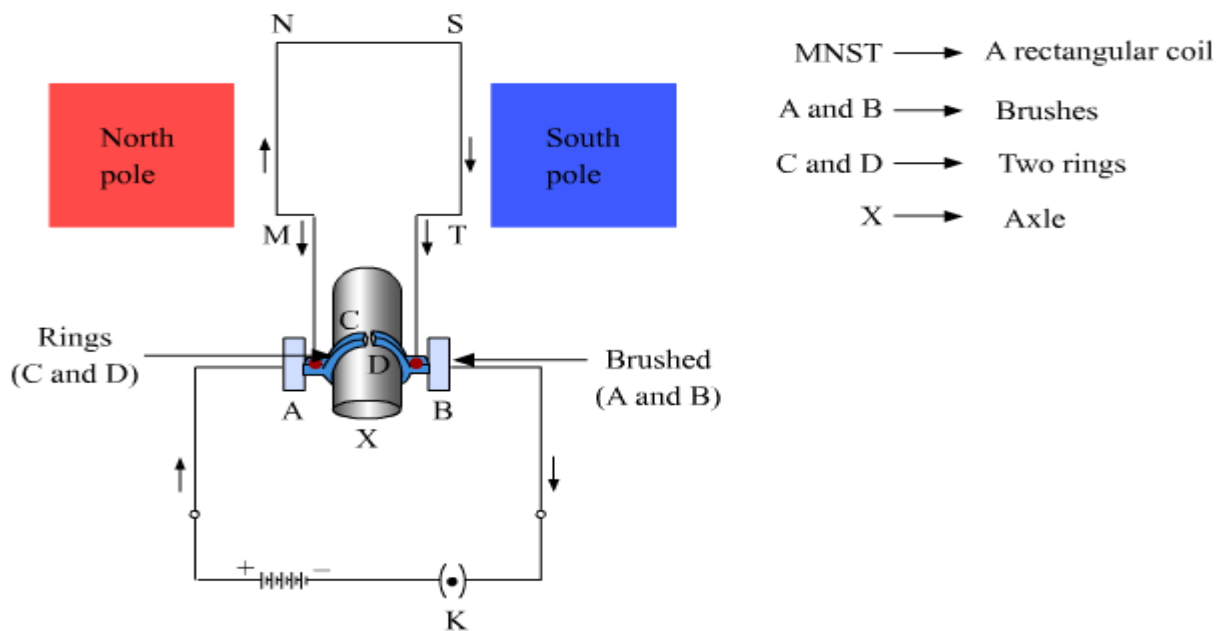 N S
North
pole
South
pole
M T
C
D
Rings
(C and D)
Brushed
(A and B)
A B
X
+ −
K
MNST → A rectangular coil
A and B → Brushes
C and D → Two rings
X → Axle